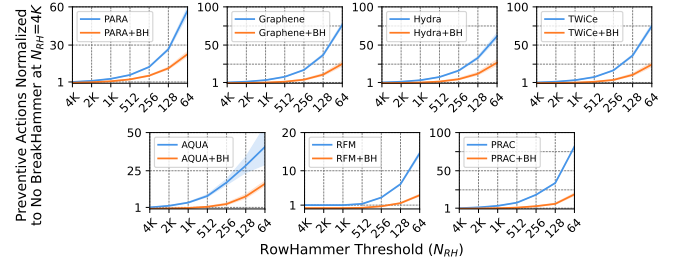 Preventive Actions Normalized
to No BreakHammer at N_RH=4K
60
30
1
PARA
PARA+BH
4K 2K 1K 512 256 128 64
100
50
1
Graphene
Graphene+BH
4K 2K 1K 512 256 128 64
100
50
1
Hydra
Hydra+BH
4K 2K 1K 512 256 128 64
100
50
1
TWiCe
TWiCe+BH
4K 2K 1K 512 256 128 64
50
25
1
AQUA
AQUA+BH
4K 2K 1K 512 256 128 64
20
10
1
RFM
RFM+BH
4K 2K 1K 512 256 128 64
100
50
1
PRAC
PRAC+BH
4K 2K 1K 512 256 128 64
RowHammer Threshold (N_RH)